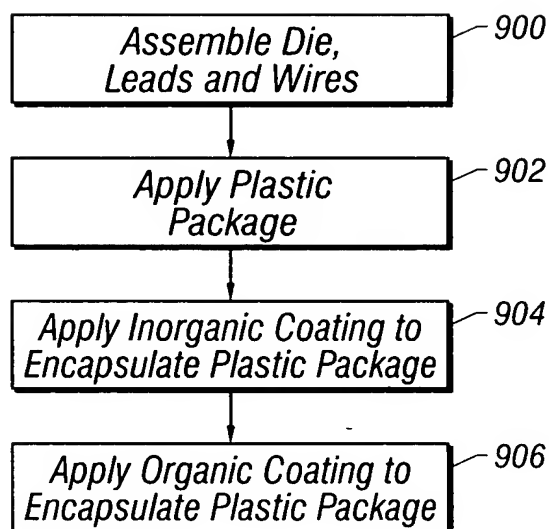 Assemble Die,
Leads and Wires
900
Apply Plastic
Package
902
Apply Inorganic Coating to
Encapsulate Plastic Package
904
Apply Organic Coating to
Encapsulate Plastic Package
906